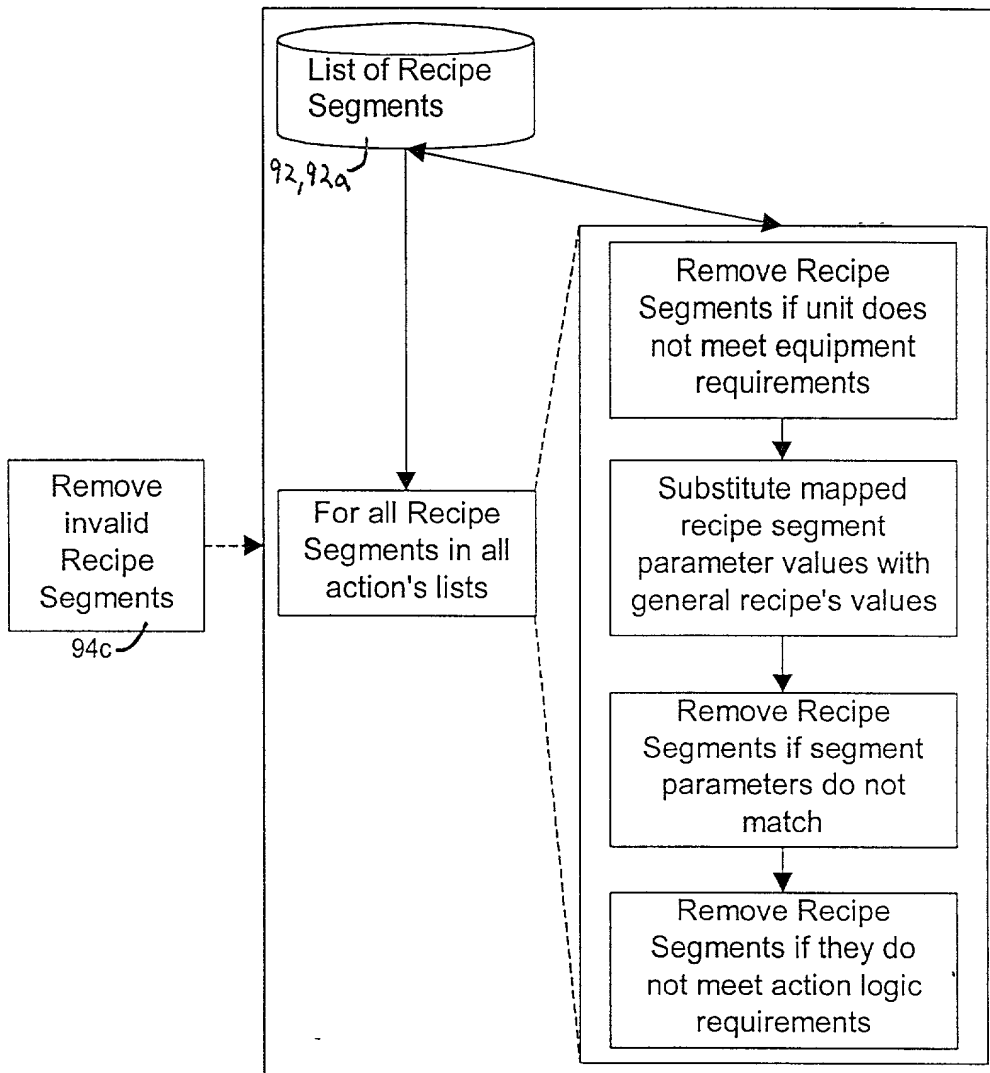 List of Recipe
Segments
92,92a
Remove Recipe
Segments if unit does
not meet equipment
requirements
Substitute mapped
recipe segment
parameter values with
general recipe's values
Remove
invalid
Recipe
Segments
94c
For all Recipe
Segments in all
action's lists
Remove Recipe
Segments if segment
parameters do not
match
Remove Recipe
Segments if they do
not meet action logic
requirements